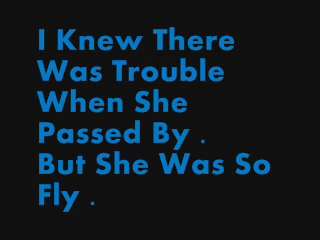 I Knew There
Was Trouble
When She
Passed By .
But She Was So
Fly .